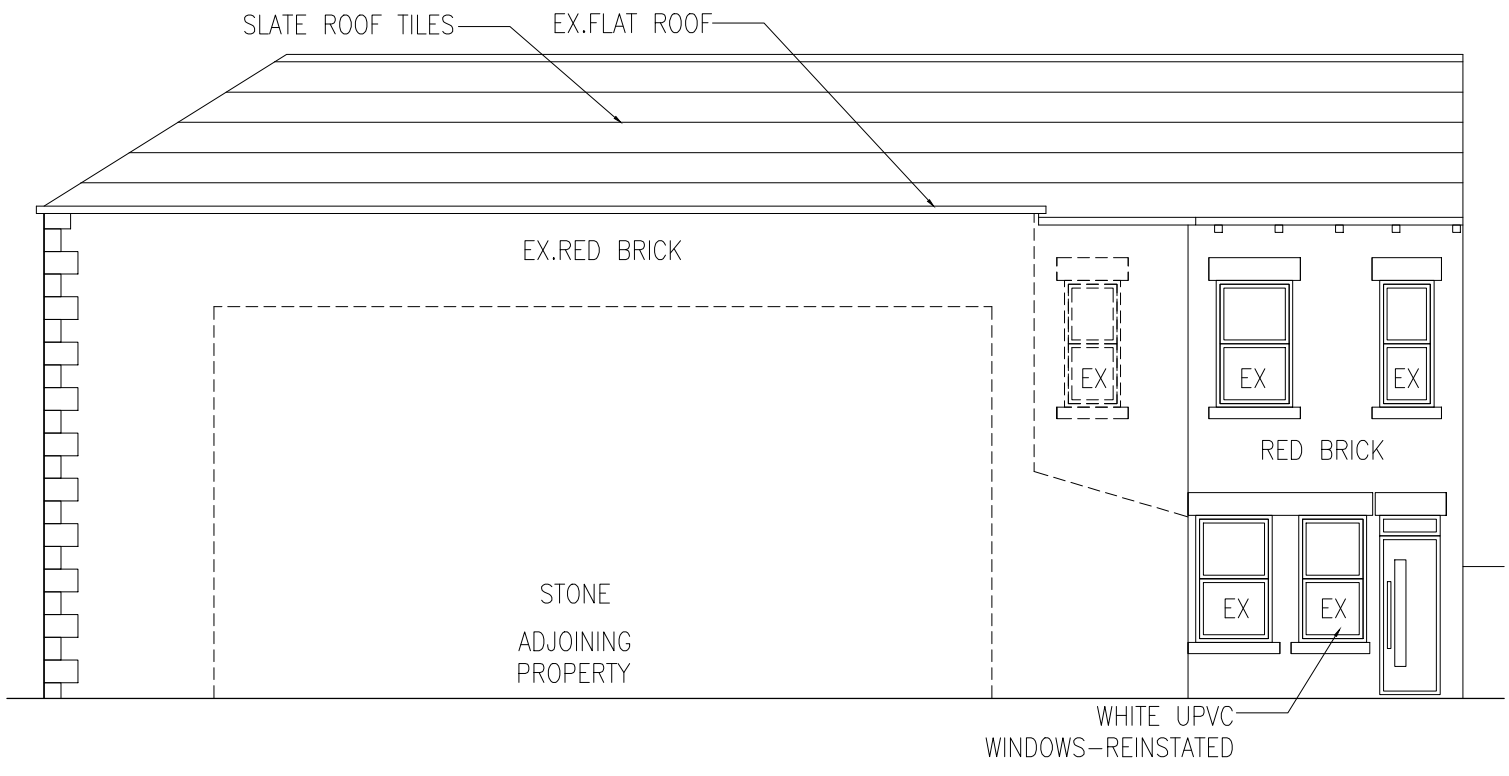 SLATE ROOF TILES
EX.FLAT ROOF
EX.RED BRICK
EX
EX
EX
RED BRICK
STONE
ADJOINING
PROPERTY
EX
EX
WHITE UPVC
WINDOWS-REINSTATED